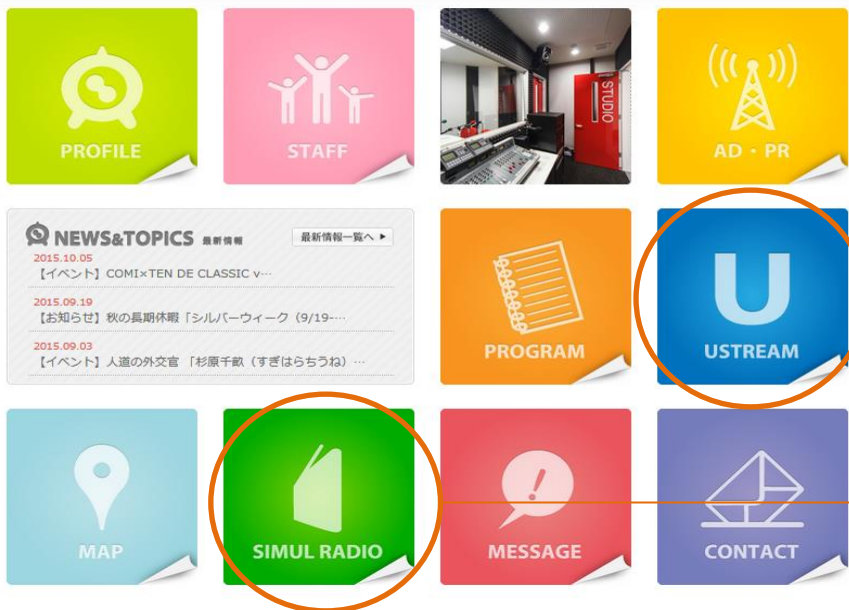 PROFILE
STAFF
STUDIO
AD・PR
NEWS&TOPICS 最新情報
最新情報一覧へ ▶
2015.10.05
【イベント】COMI×TEN DE CLASSIC v…
2015.09.19
【お知らせ】秋の長期休暇「シルバーウィーク（9/19-…
2015.09.03
【イベント】人道の外交官 「杉原千畝（すぎはらちうね）…
PROGRAM
U
USTREAM
MAP
SIMUL RADIO
!
MESSAGE
CONTACT